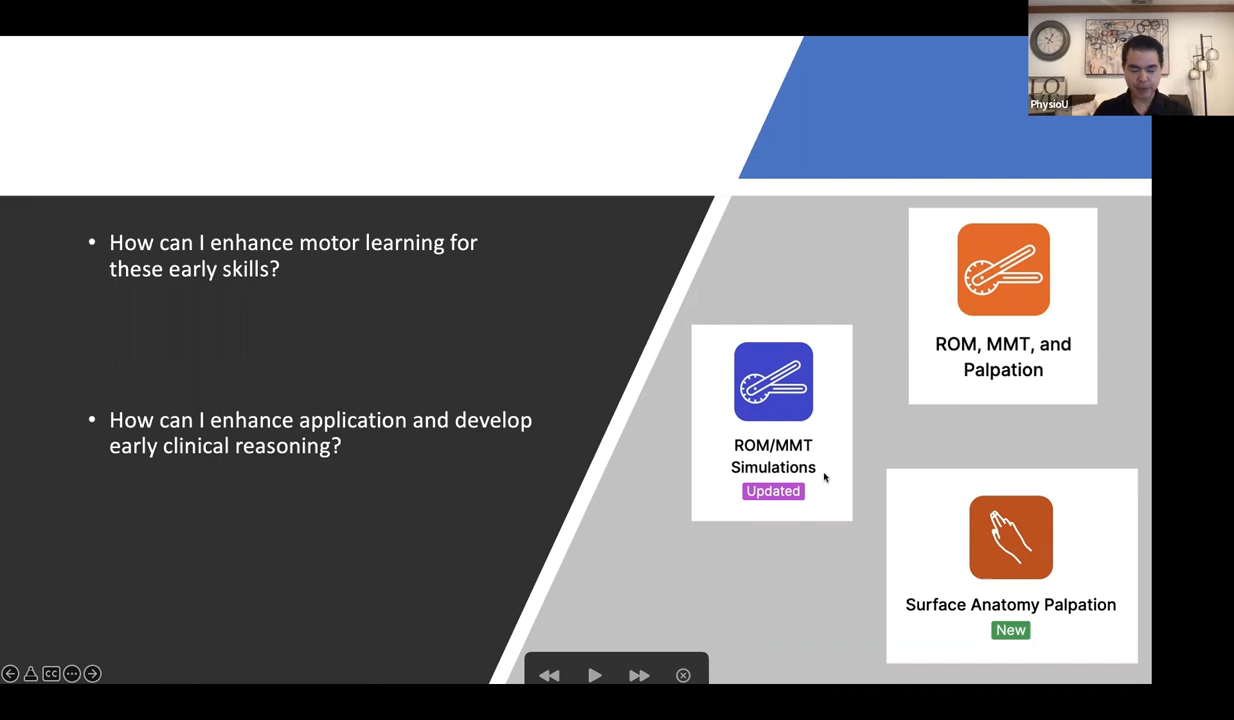 PhysioU
• How can I enhance motor learning for
these early skills?
• How can I enhance application and develop
early clinical reasoning?
ROM, MMT, and
Palpation
ROM/MMT
Simulations
Updated
Surface Anatomy Palpation
New
CC